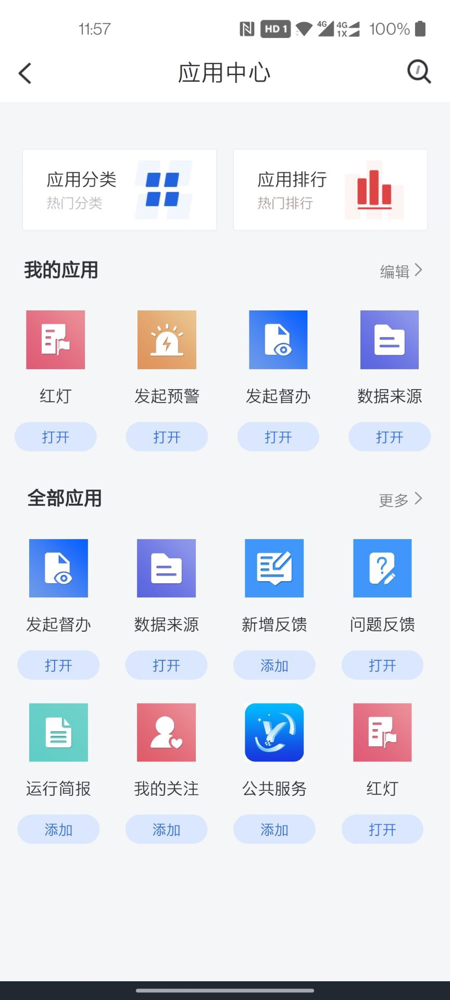 11:57
HD 1 4G 4G 1X 100%
应用中心
应用分类
热门分类
应用排行
热门排行
我的应用 编辑
红灯 发起预警 发起督办 数据来源
打开 打开 打开 打开
全部应用 更多
发起督办 数据来源 新增反馈 问题反馈
打开 打开 添加 打开
运行简报 我的关注 公共服务 红灯
添加 添加 添加 打开